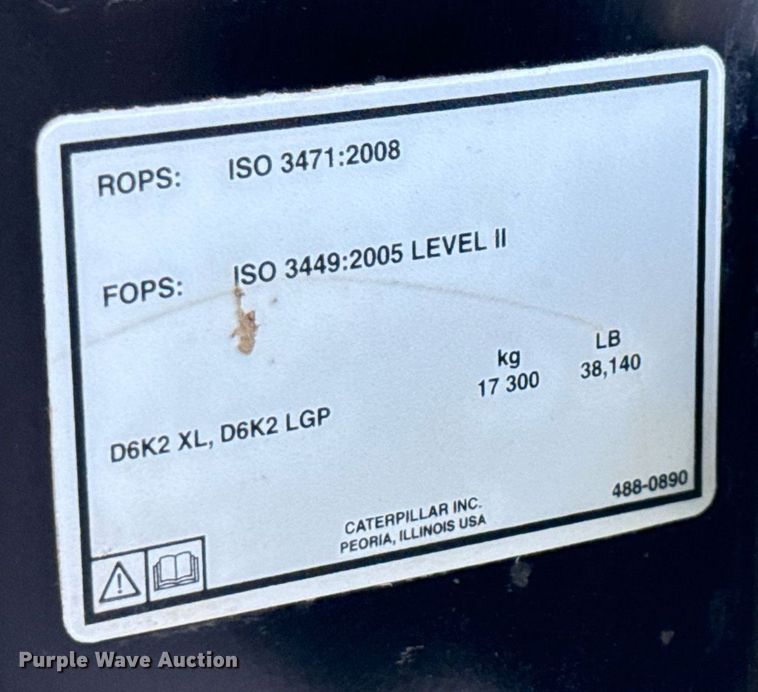 ROPS: ISO 3471:2008
FOPS: ISO 3449:2005 LEVEL II
kg LB
D6K2 XL, D6K2 LGP 17 300 38,140
CATERPILLAR INC. 488-0890
PEORIA, ILLINOIS USA
Purple Wave Auction